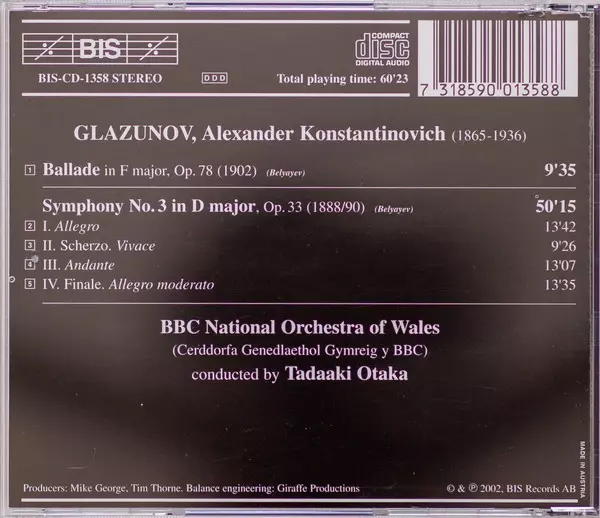 BIS
COMPACT
disc
DIGITAL AUDIO
BIS-CD-1358 STEREO DDD Total playing time: 60'23
7 318590 013588
GLAZUNOV, Alexander Konstantinovich (1865-1936)
1 Ballade in F major, Op. 78 (1902) (Belyayev) 9'35
Symphony No. 3 in D major, Op. 33 (1888/90) (Belyayev) 50'15
2 I. Allegro 13'42
3 II. Scherzo. Vivace 9'26
4 III. Andante 13'07
5 IV. Finale. Allegro moderato 13'35
BBC National Orchestra of Wales
(Cerddorfa Genedlaethol Gymreig y BBC)
conducted by Tadaaki Otaka
MADE IN AUSTRIA
Producers: Mike George, Tim Thorne. Balance engineering: Giraffe Productions © & ℗ 2002, BIS Records AB